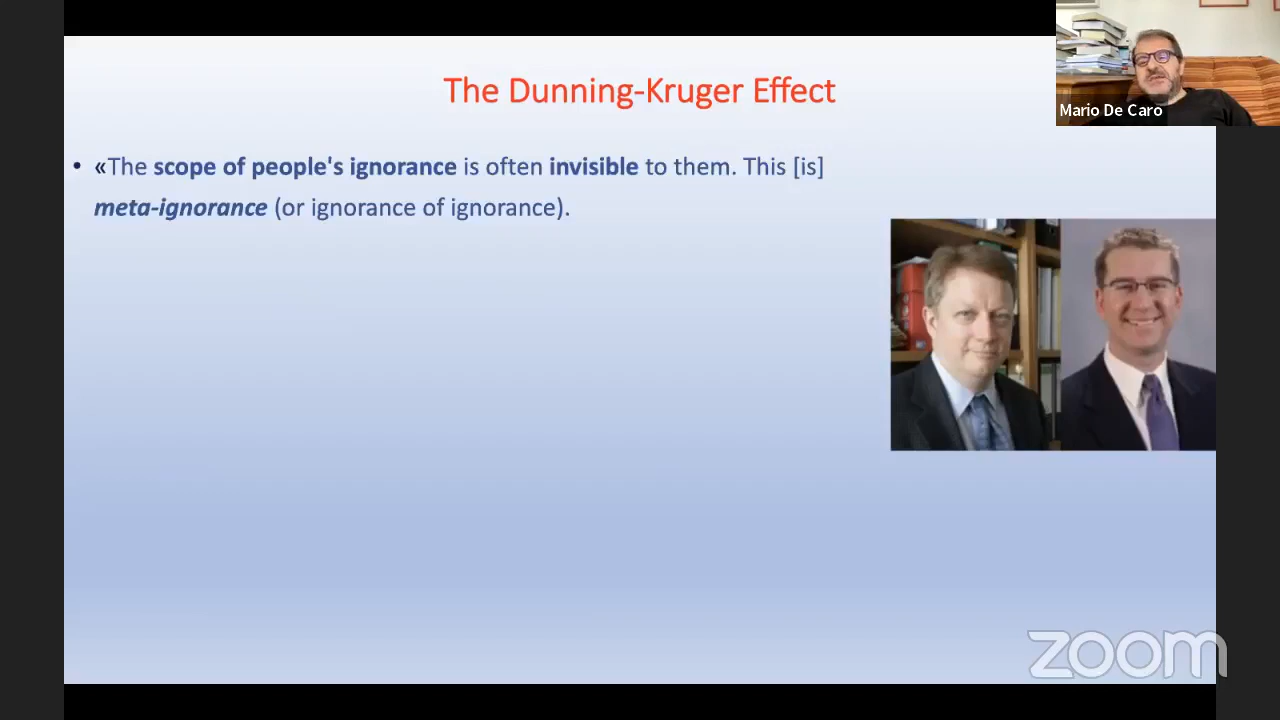 The Dunning-Kruger Effect
Mario De Caro
• «The scope of people's ignorance is often invisible to them. This [is]
meta-ignorance (or ignorance of ignorance).
zoom